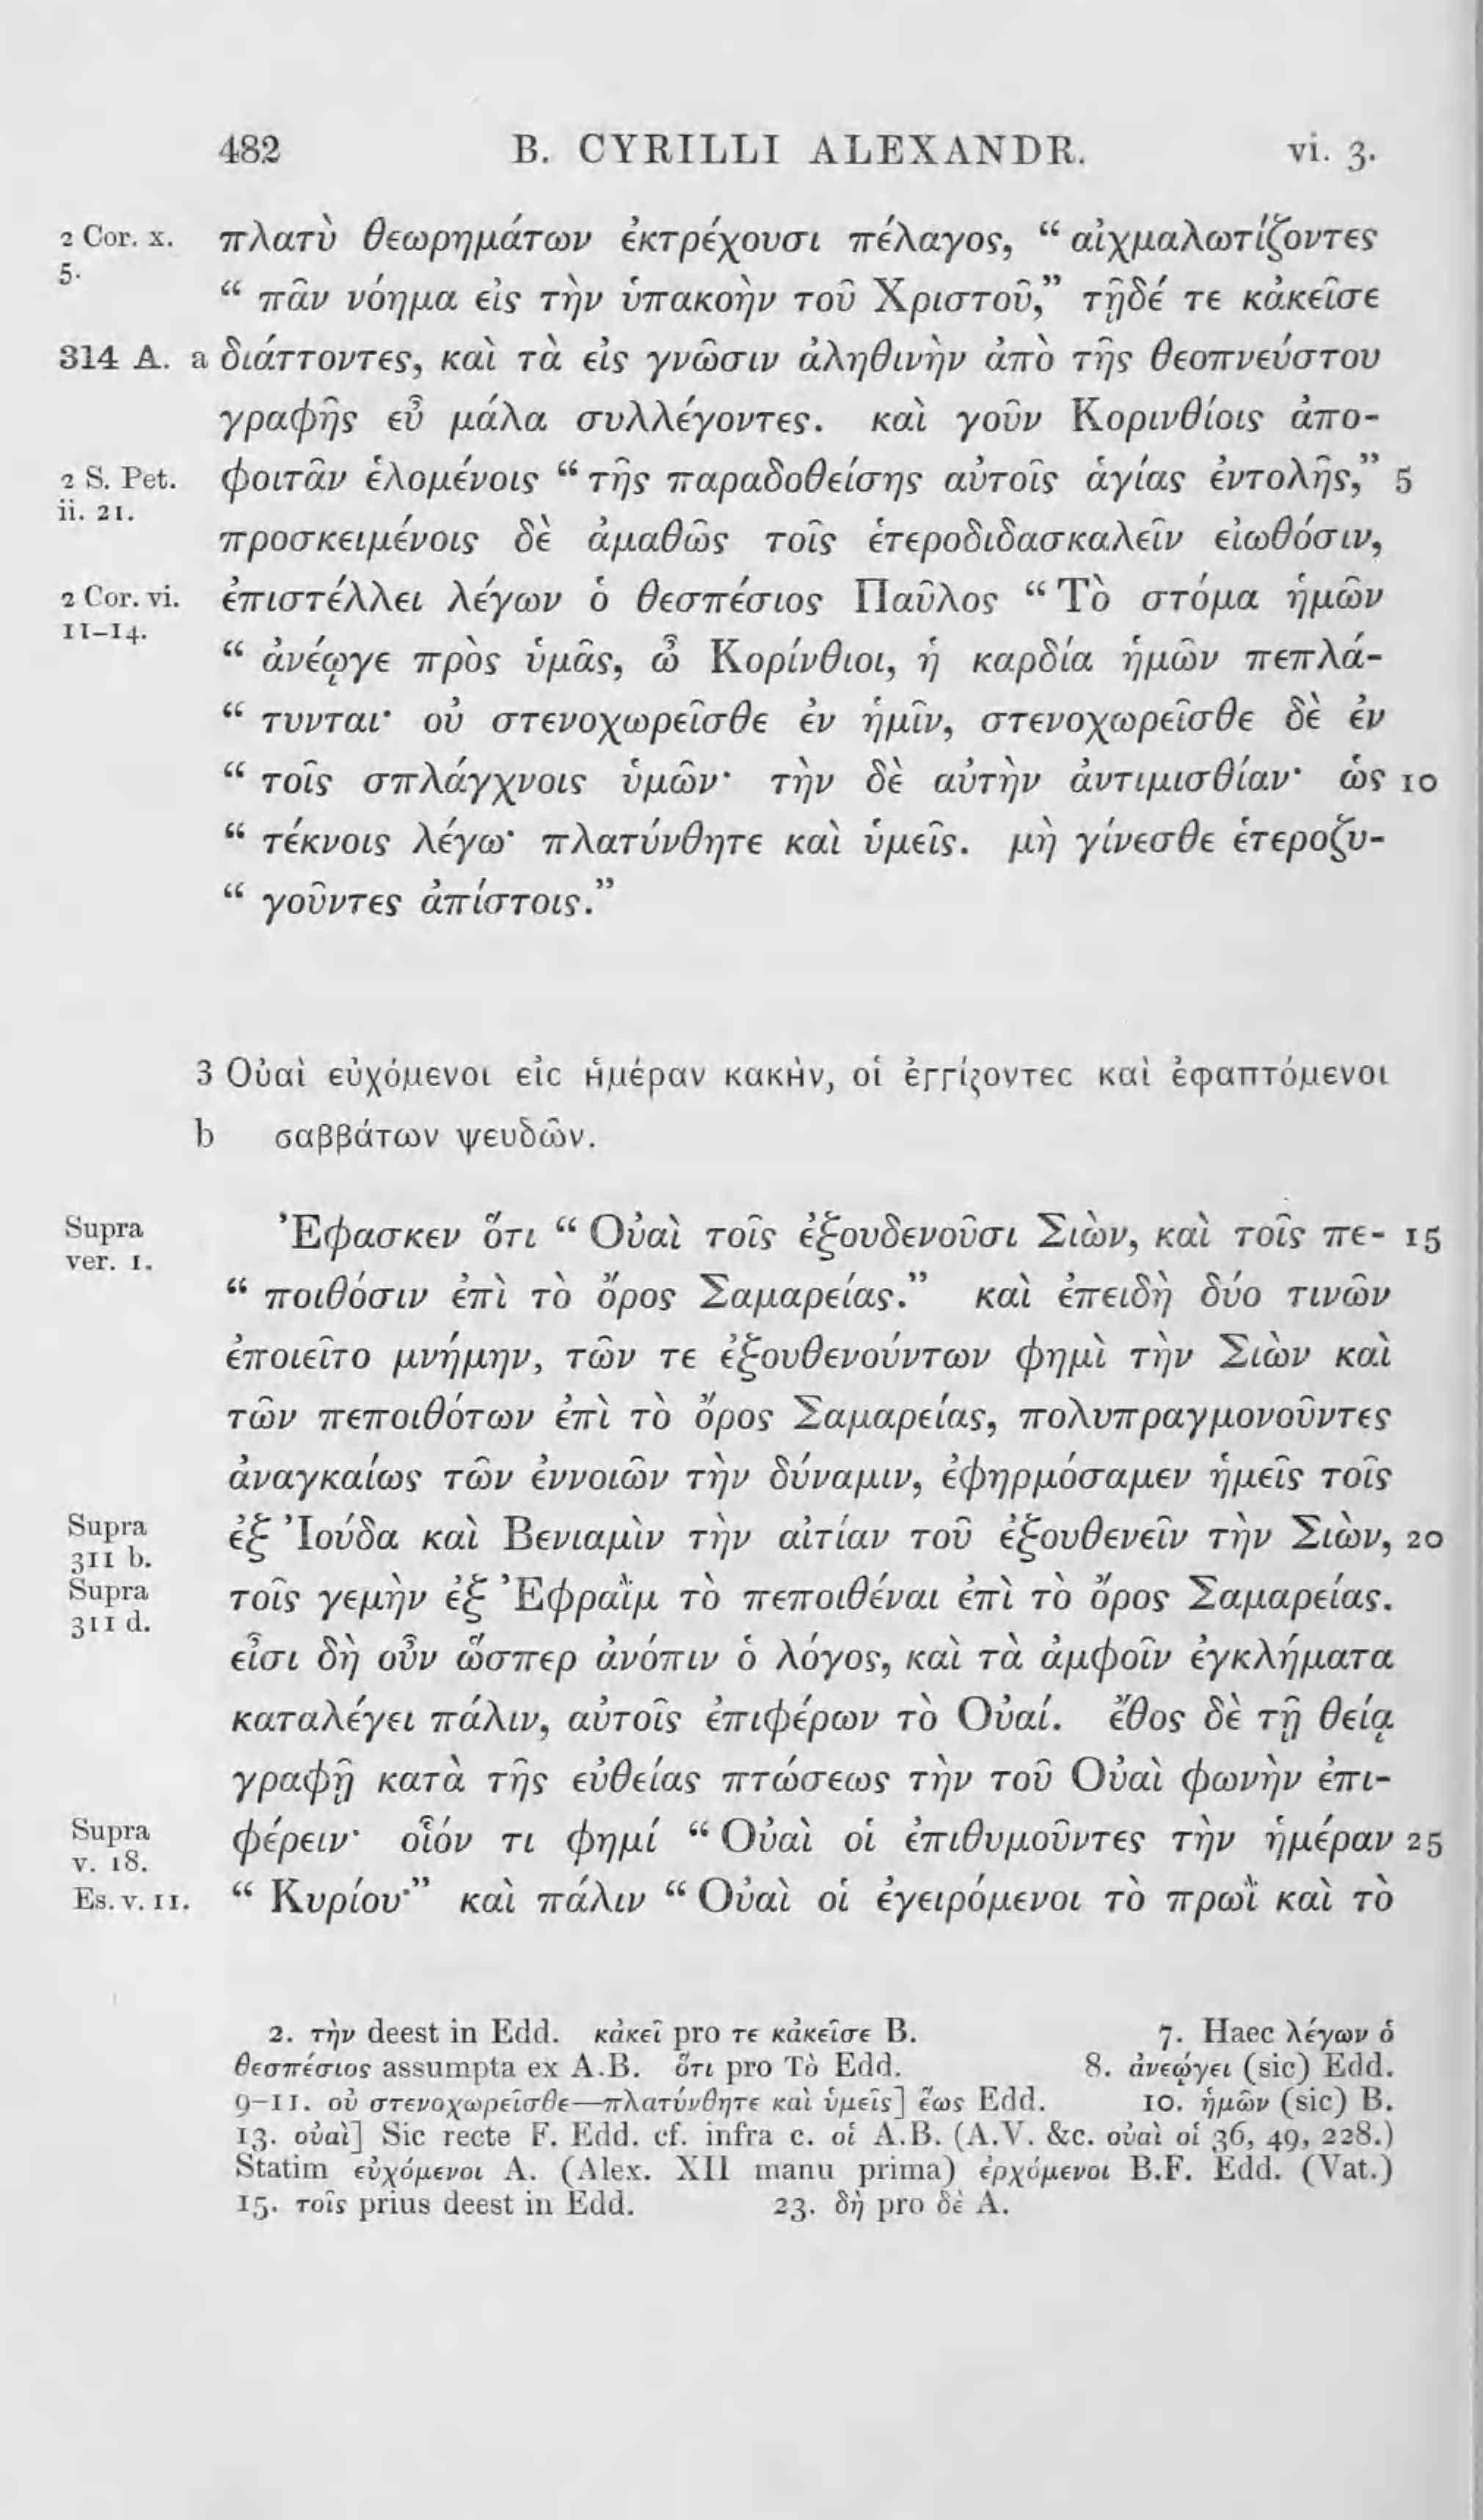 482 B. CYRILLI ALEXANDR. vi. 3.
2 Cor. x. πλατὺ θεωρημάτων ἐκτρέχουσι πέλαγος, “ αἰχμαλωτίζοντες
5. “ πᾶν νόημα εἰς τὴν ὑπακοὴν τοῦ Χριστοῦ,” τῇδέ τε κἀκεῖσε
314 A. a διάττοντες, καὶ τὰ εἰς γνῶσιν ἀληθινὴν ἀπὸ τῆς θεοπνεύστου
γραφῆς εὖ μάλα συλλέγοντες. καὶ γοῦν Κορινθίοις ἀπο-
2 S. Pet. φοιτᾶν ἑλομένοις “ τῆς παραδοθείσης αὐτοῖς ἁγίας ἐντολῆς,” 5
ii. 21.
προσκειμένοις δὲ ἀμαθῶς τοῖς ἑτεροδιδασκαλεῖν εἰωθόσιν,
2 Cor. vi. ἐπιστέλλει λέγων ὁ θεσπέσιος Παῦλος “ Τὸ στόμα ἡμῶν
11–14.
“ ἀνέῳγε πρὸς ὑμᾶς, ὦ Κορίνθιοι, ἡ καρδία ἡμῶν πεπλά-
“ τυνται· οὐ στενοχωρεῖσθε ἐν ἡμῖν, στενοχωρεῖσθε δὲ ἐν
“ τοῖς σπλάγχνοις ὑμῶν· τὴν δὲ αὐτὴν ἀντιμισθίαν· ὡς 10
“ τέκνοις λέγω· πλατύνθητε καὶ ὑμεῖς. μὴ γίνεσθε ἑτεροζυ-
“ γοῦντες ἀπίστοις.”
3 Οὐαὶ εὐχόμενοι εἰς ἡμέραν κακὴν, οἱ ἐγγίζοντες καὶ ἐφαπτόμενοι
b σαββάτων ψευδῶν.
Supra Ἔφασκεν ὅτι “ Οὐαὶ τοῖς ἐξουδενοῦσι Σιὼν, καὶ τοῖς πε- 15
ver. 1.
“ ποιθόσιν ἐπὶ τὸ ὄρος Σαμαρείας.” καὶ ἐπειδὴ δύο τινῶν
ἐποιεῖτο μνήμην, τῶν τε ἐξουθενούντων φημὶ τὴν Σιὼν καὶ
τῶν πεποιθότων ἐπὶ τὸ ὄρος Σαμαρείας, πολυπραγμονοῦντες
ἀναγκαίως τῶν ἐννοιῶν τὴν δύναμιν, ἐφηρμόσαμεν ἡμεῖς τοῖς
Supra ἐξ Ἰούδα καὶ Βενιαμὶν τὴν αἰτίαν τοῦ ἐξουθενεῖν τὴν Σιὼν, 20
311 b.
Supra τοῖς γεμὴν ἐξ Ἐφραῒμ τὸ πεποιθέναι ἐπὶ τὸ ὄρος Σαμαρείας.
311 d.
εἶσι δὴ οὖν ὥσπερ ἀνόπιν ὁ λόγος, καὶ τὰ ἀμφοῖν ἐγκλήματα
καταλέγει πάλιν, αὐτοῖς ἐπιφέρων τὸ Οὐαί. ἔθος δὲ τῇ θείᾳ
γραφῇ κατὰ τῆς εὐθείας πτώσεως τὴν τοῦ Οὐαὶ φωνὴν ἐπι-
Supra φέρειν· οἷόν τι φημί “ Οὐαὶ οἱ ἐπιθυμοῦντες τὴν ἡμέραν 25
v. 18.
Es. v. 11. “ Κυρίου·” καὶ πάλιν “ Οὐαὶ οἱ ἐγειρόμενοι τὸ πρωῒ καὶ τὸ
2. τὴν deest in Edd. κἀκεῖ pro τε κἀκεῖσε B. 7. Haec λέγων ὁ
θεσπέσιος assumpta ex A.B. ὅτι pro Τὸ Edd. 8. ἀνεῴγει (sic) Edd.
9–11. οὐ στενοχωρεῖσθε—πλατύνθητε καὶ ὑμεῖς] ἕως Edd. 10. ἡμῶν (sic) B.
13. οὐαὶ] Sic recte F. Edd. cf. infra c. οἱ A.B. (A.V. &c. οὐαὶ οἱ 36, 49, 228.)
Statim εὐχόμενοι A. (Alex. XII manu prima) ἐρχόμενοι B.F. Edd. (Vat.)
15. τοῖς prius deest in Edd. 23. δὴ pro δὲ A.